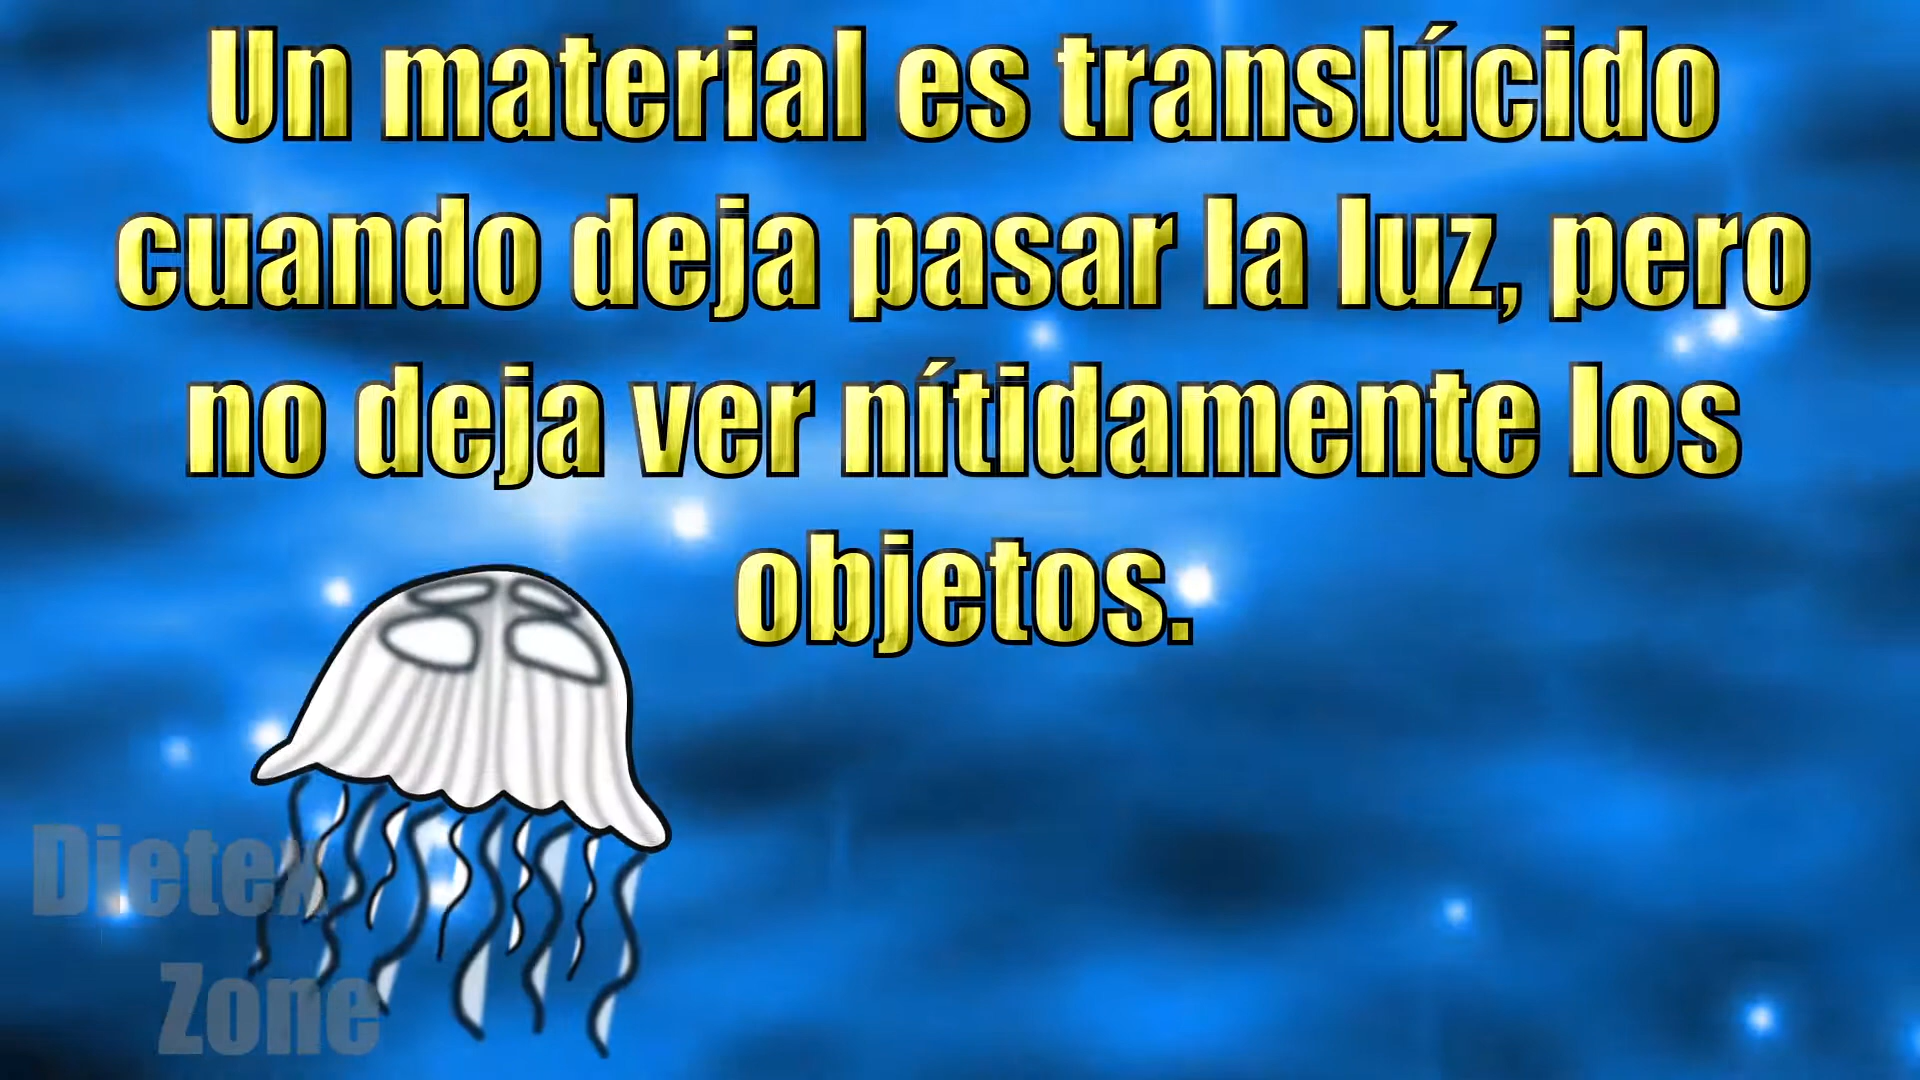 Un material es translúcido
cuando deja pasar la luz, pero
no deja ver nítidamente los
objetos.
Dietex
Zone